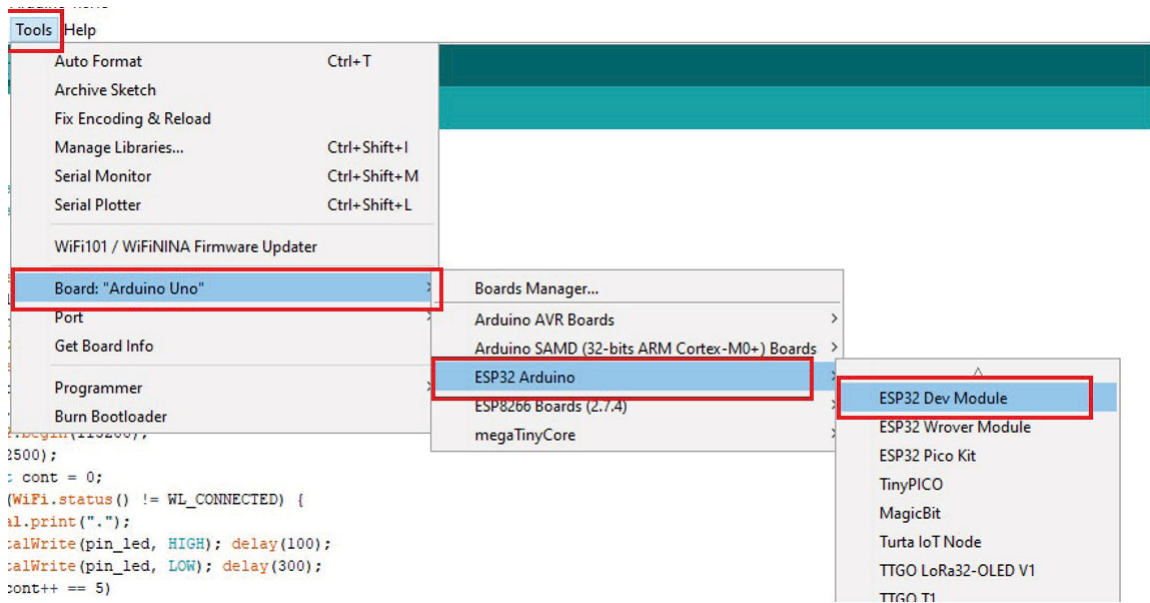 Tools Help
Auto Format Ctrl+T
Archive Sketch
Fix Encoding & Reload
Manage Libraries... Ctrl+Shift+I
Serial Monitor Ctrl+Shift+M
Serial Plotter Ctrl+Shift+L
WiFi101 / WiFiNINA Firmware Updater
Board: "Arduino Uno"
Port
Get Board Info
Programmer
Burn Bootloader
Boards Manager...
Arduino AVR Boards
Arduino SAMD (32-bits ARM Cortex-M0+) Boards
ESP32 Arduino
ESP8266 Boards (2.7.4)
megaTinyCore
ESP32 Dev Module
ESP32 Wrover Module
ESP32 Pico Kit
TinyPICO
MagicBit
Turta IoT Node
TTGO LoRa32-OLED V1
TTGO T1
2500);
cont = 0;
(WiFi.status() != WL_CONNECTED) {
al.print(".");
talWrite(pin_led, HIGH); delay(100);
talWrite(pin_led, LOW); delay(300);
cont++ == 5)